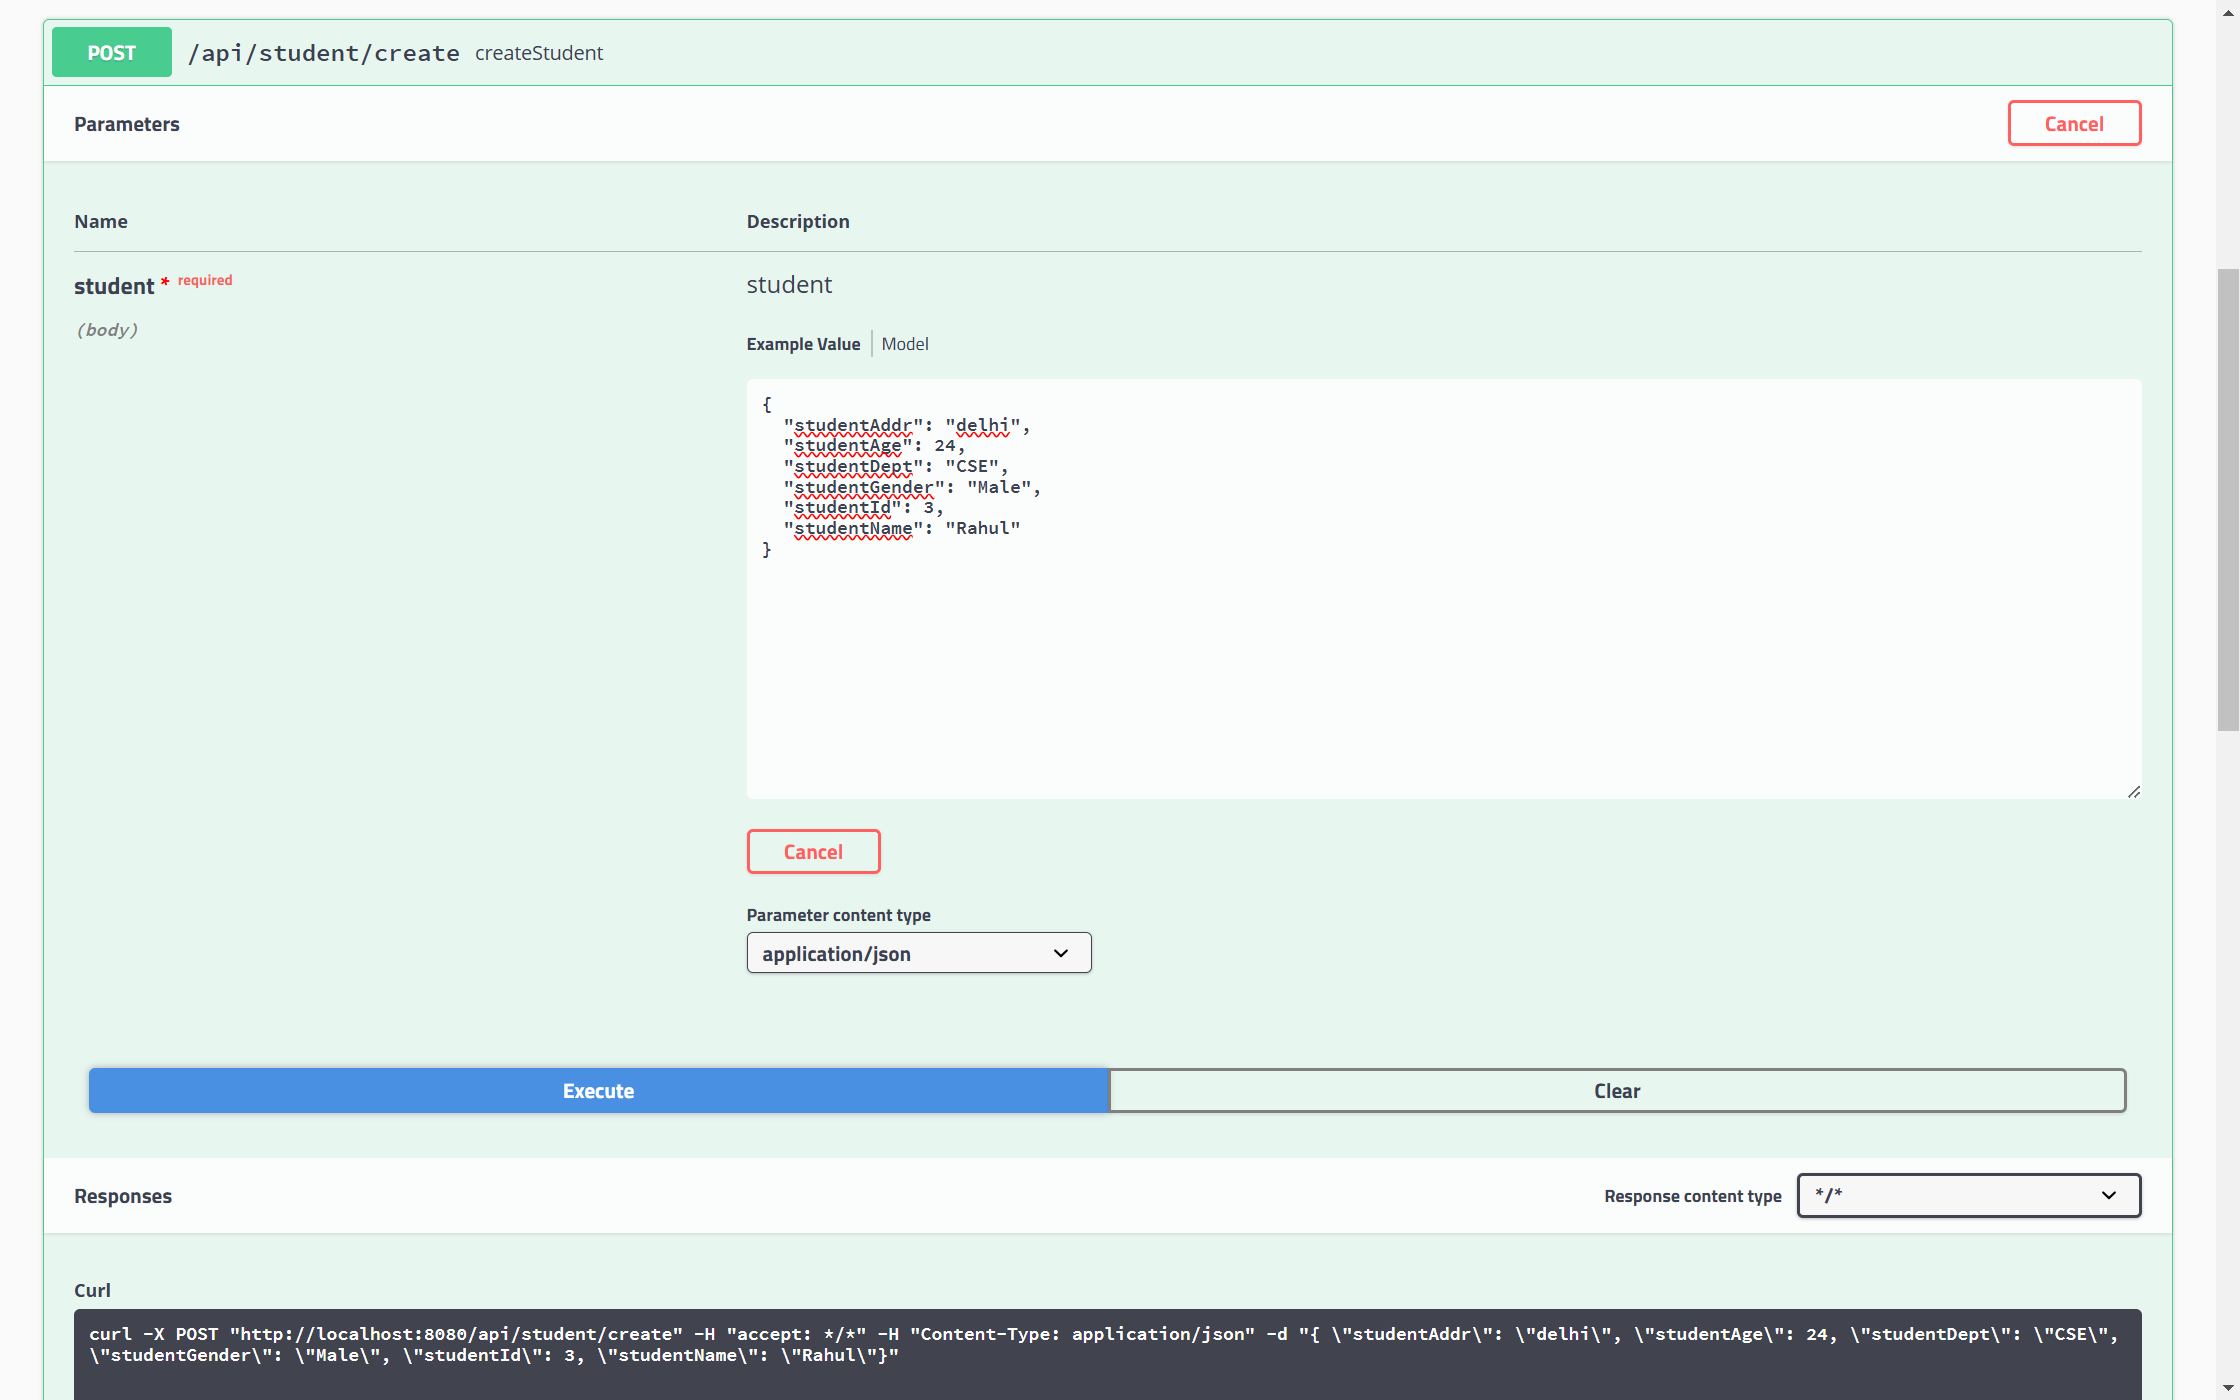 POST /api/student/create createStudent
Parameters Cancel
Name Description
student * required student
(body)
Example Value Model
{
"studentAddr": "delhi",
"studentAge": 24,
"studentDept": "CSE",
"studentGender": "Male",
"studentId": 3,
"studentName": "Rahul"
}
Cancel
Parameter content type
application/json
Execute Clear
Responses Response content type */*
Curl
curl -X POST "http://localhost:8080/api/student/create" -H "accept: */*" -H "Content-Type: application/json" -d "{ \"studentAddr\": \"delhi\", \"studentAge\": 24, \"studentDept\": \"CSE\",
\"studentGender\": \"Male\", \"studentId\": 3, \"studentName\": \"Rahul\"}"